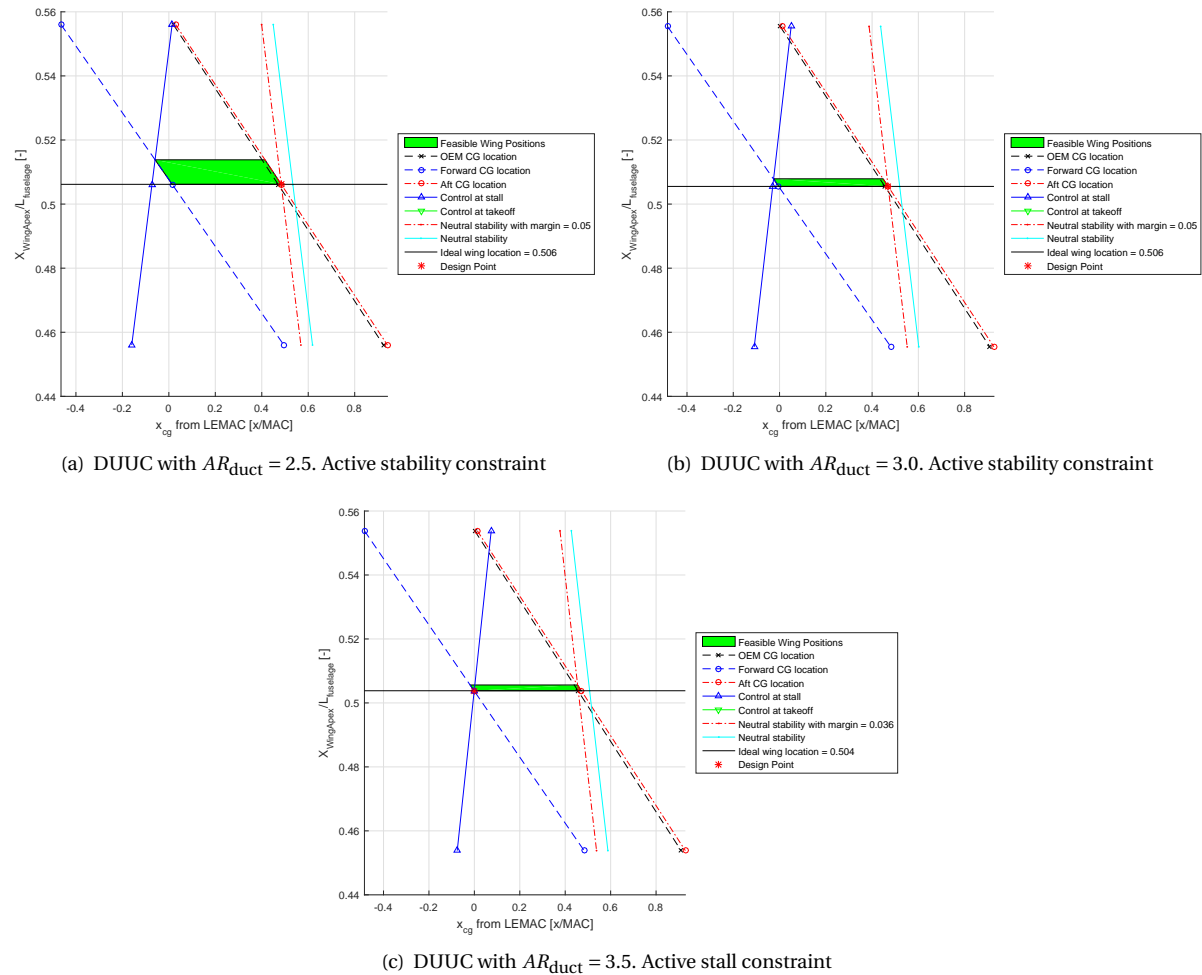 0.56
0.54
0.52
0.5
0.48
0.46
0.44
X_WingApex/L_fuselage [-]
-0.4 -0.2 0 0.2 0.4 0.6 0.8
x_cg from LEMAC [x/MAC]
Feasible Wing Positions
OEM CG location
Forward CG location
Aft CG location
Control at stall
Control at takeoff
Neutral stability with margin = 0.05
Neutral stability
Ideal wing location = 0.506
Design Point
(a) DUUC with AR_duct = 2.5. Active stability constraint
0.56
0.54
0.52
0.5
0.48
0.46
0.44
X_WingApex/L_fuselage [-]
-0.4 -0.2 0 0.2 0.4 0.6 0.8
x_cg from LEMAC [x/MAC]
Feasible Wing Positions
OEM CG location
Forward CG location
Aft CG location
Control at stall
Control at takeoff
Neutral stability with margin = 0.05
Neutral stability
Ideal wing location = 0.506
Design Point
(b) DUUC with AR_duct = 3.0. Active stability constraint
0.56
0.54
0.52
0.5
0.48
0.46
0.44
X_WingApex/L_fuselage [-]
-0.4 -0.2 0 0.2 0.4 0.6 0.8
x_cg from LEMAC [x/MAC]
Feasible Wing Positions
OEM CG location
Forward CG location
Aft CG location
Control at stall
Control at takeoff
Neutral stability with margin = 0.036
Neutral stability
Ideal wing location = 0.504
Design Point
(c) DUUC with AR_duct = 3.5. Active stall constraint